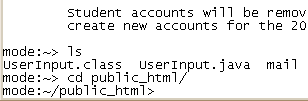 Student accounts will be remov
create new accounts for the 20
mode:~> ls
UserInput.class  UserInput.java  mail
mode:~> cd public_html/
mode:~/public_html>